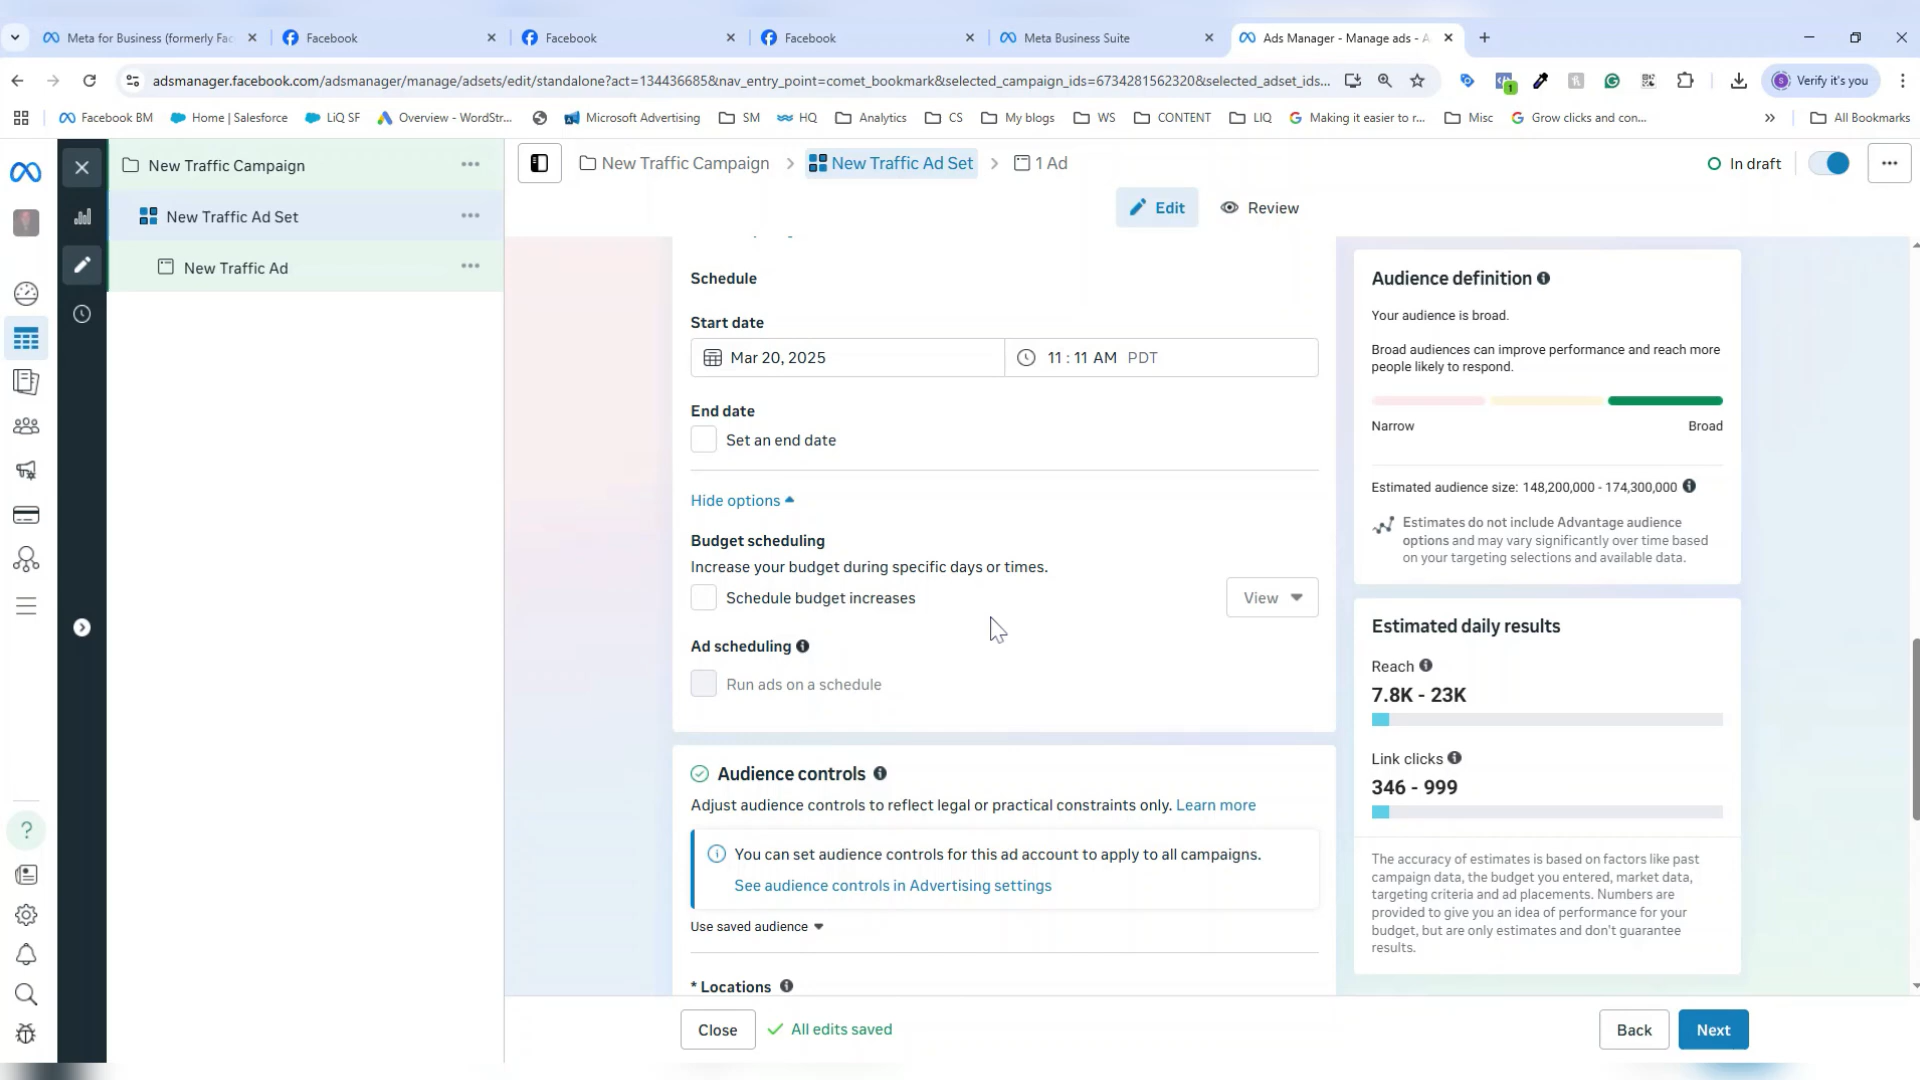 Meta for Business (formerly Fac
Facebook
Facebook
Facebook
Meta Business Suite
Ads Manager - Manage ads - A
adsmanager.facebook.com/adsmanager/manage/adsets/edit/standalone?act=134436685&nav_entry_point=comet_bookmark&selected_campaign_ids=6734281562320&selected_adset_ids...
1
S
Verify it's you
Facebook BM
Home | Salesforce
LiQ SF
Overview - WordStr...
Microsoft Advertising
SM
HQ
Analytics
CS
My blogs
WS
CONTENT
LIQ
Making it easier to r...
Misc
Grow clicks and con...
All Bookmarks
New Traffic Campaign
New Traffic Ad Set
New Traffic Ad
New Traffic Campaign
New Traffic Ad Set
1 Ad
In draft
Edit
Review
Schedule
Start date
Mar 20, 2025
11 : 11 AM PDT
End date
Set an end date
Hide options
Budget scheduling
Increase your budget during specific days or times.
Schedule budget increases
View
Ad scheduling
Run ads on a schedule
Audience controls
Adjust audience controls to reflect legal or practical constraints only. Learn more
You can set audience controls for this ad account to apply to all campaigns.
See audience controls in Advertising settings
Use saved audience
* Locations
Audience definition
Your audience is broad.
Broad audiences can improve performance and reach more
people likely to respond.
Narrow
Broad
Estimated audience size: 148,200,000 - 174,300,000
Estimates do not include Advantage audience
options and may vary significantly over time based
on your targeting selections and available data.
Estimated daily results
Reach
7.8K - 23K
Link clicks
346 - 999
The accuracy of estimates is based on factors like past
campaign data, the budget you entered, market data,
targeting criteria and ad placements. Numbers are
provided to give you an idea of performance for your
budget, but are only estimates and don't guarantee
results.
Close
All edits saved
Back
Next